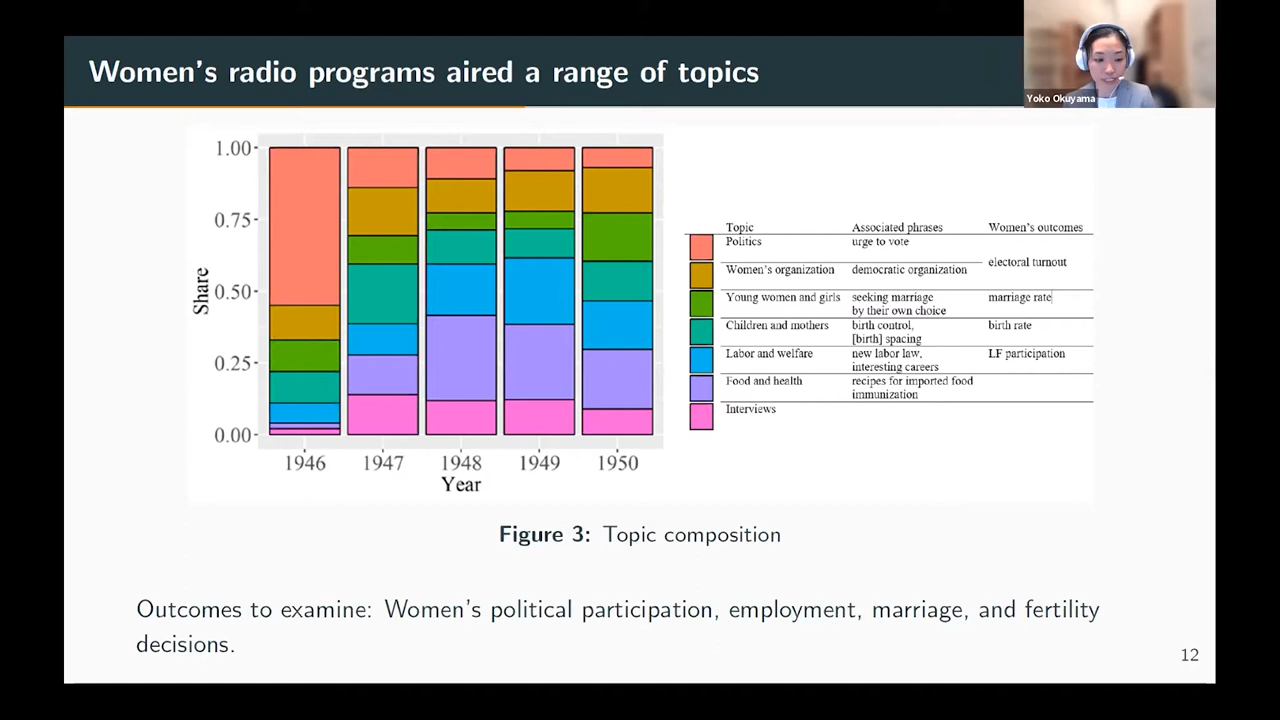 Women's radio programs aired a range of topics
Yoko Okuyama
1.00
0.75
0.50
0.25
0.00
Share
1946 1947 1948 1949 1950
Year
Topic Associated phrases Women's outcomes
Politics urge to vote
electoral turnout
Women's organization democratic organization
Young women and girls seeking marriage marriage rate
by their own choice
Children and mothers birth control, birth rate
[birth] spacing
Labor and welfare new labor law, LF participation
interesting careers
Food and health recipes for imported food
immunization
Interviews
Figure 3: Topic composition
Outcomes to examine: Women's political participation, employment, marriage, and fertility
decisions.
12